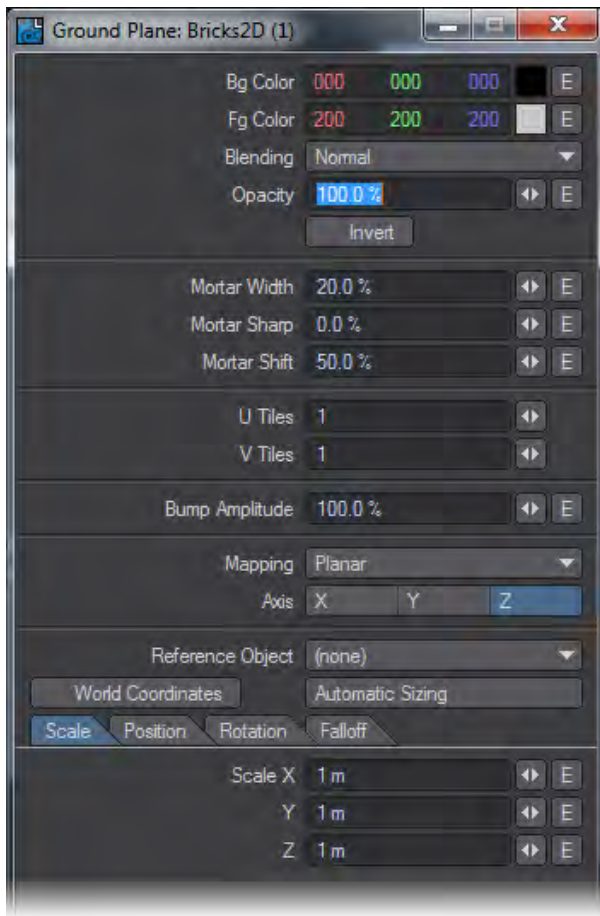 Ground Plane: Bricks2D (1)
Bg Color 000 000 000 E
Fg Color 200 200 200 E
Blending Normal
Opacity 100.0 % E
Invert
Mortar Width 20.0 % E
Mortar Sharp 0.0 % E
Mortar Shift 50.0 % E
U Tiles 1
V Tiles 1
Bump Amplitude 100.0 % E
Mapping Planar
Axis X Y Z
Reference Object (none)
World Coordinates Automatic Sizing
Scale Position Rotation Falloff
Scale X 1 m E
Y 1 m E
Z 1 m E